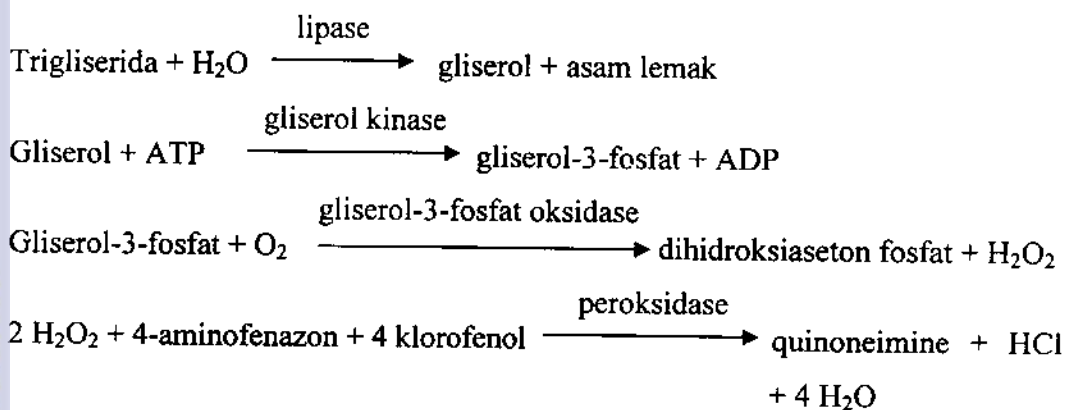 lipase
Trigliserida + H₂O → gliserol + asam lemak
gliserol kinase
Gliserol + ATP → gliserol-3-fosfat + ADP
gliserol-3-fosfat oksidase
Gliserol-3-fosfat + O₂ → dihidroksiaseton fosfat + H₂O₂
peroksidase
2 H₂O₂ + 4-aminofenazon + 4 klorofenol → quinoneimine + HCl
+ 4 H₂O